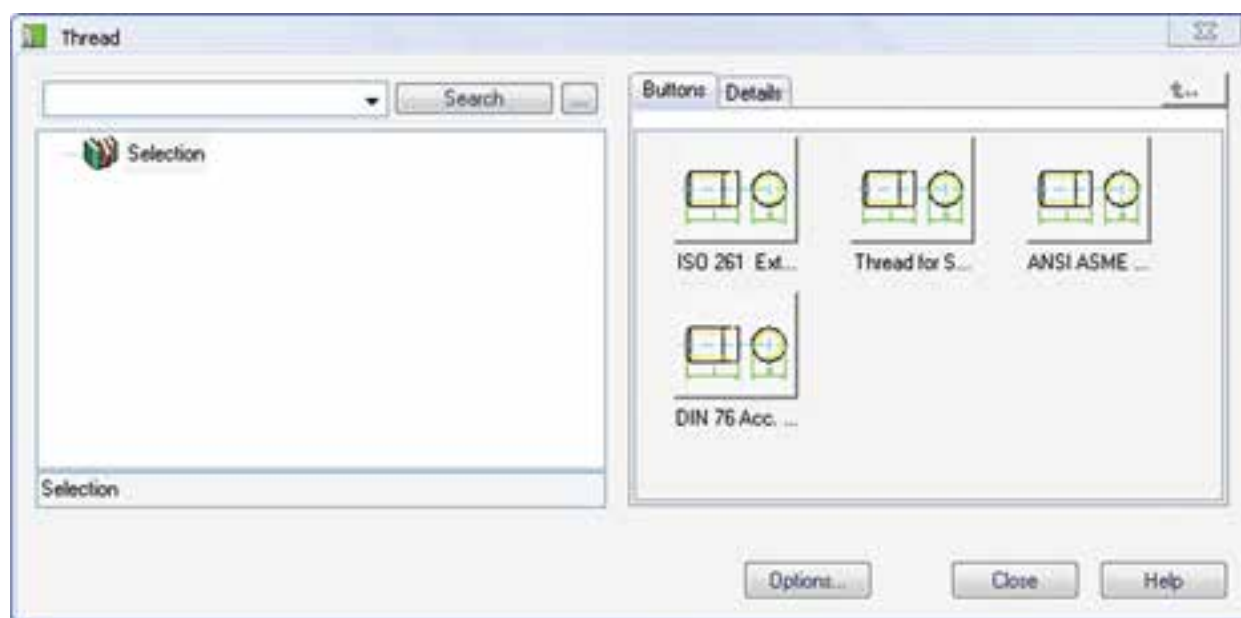 Thread
Search ...
Selection
Selection
Buttons Details
ISO 261 Ext... Thread for S... ANSI ASME ...
DIN 76 Acc. ...
Options... Close Help